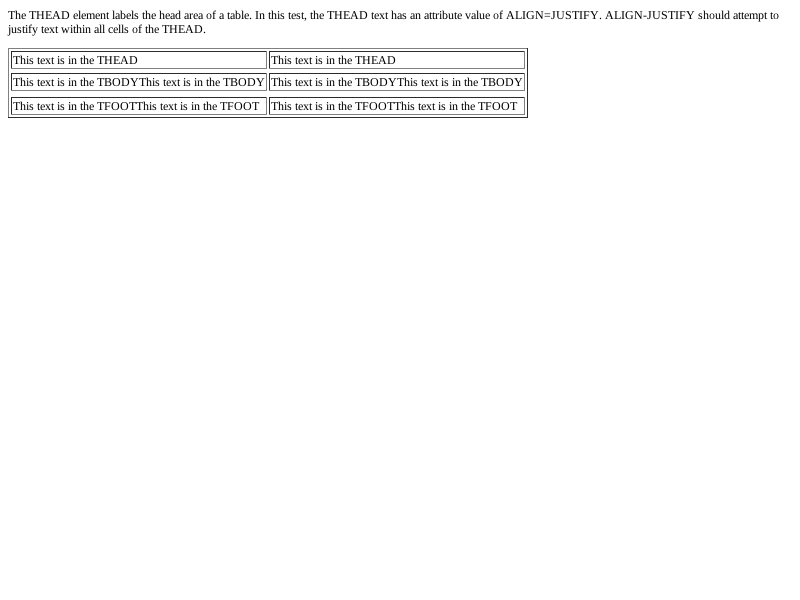 The THEAD element labels the head area of a table. In this test, the THEAD text has an attribute value of ALIGN=JUSTIFY. ALIGN-JUSTIFY should attempt to
justify text within all cells of the THEAD.
This text is in the THEAD This text is in the THEAD
This text is in the TBODYThis text is in the TBODY This text is in the TBODYThis text is in the TBODY
This text is in the TFOOTThis text is in the TFOOT This text is in the TFOOTThis text is in the TFOOT